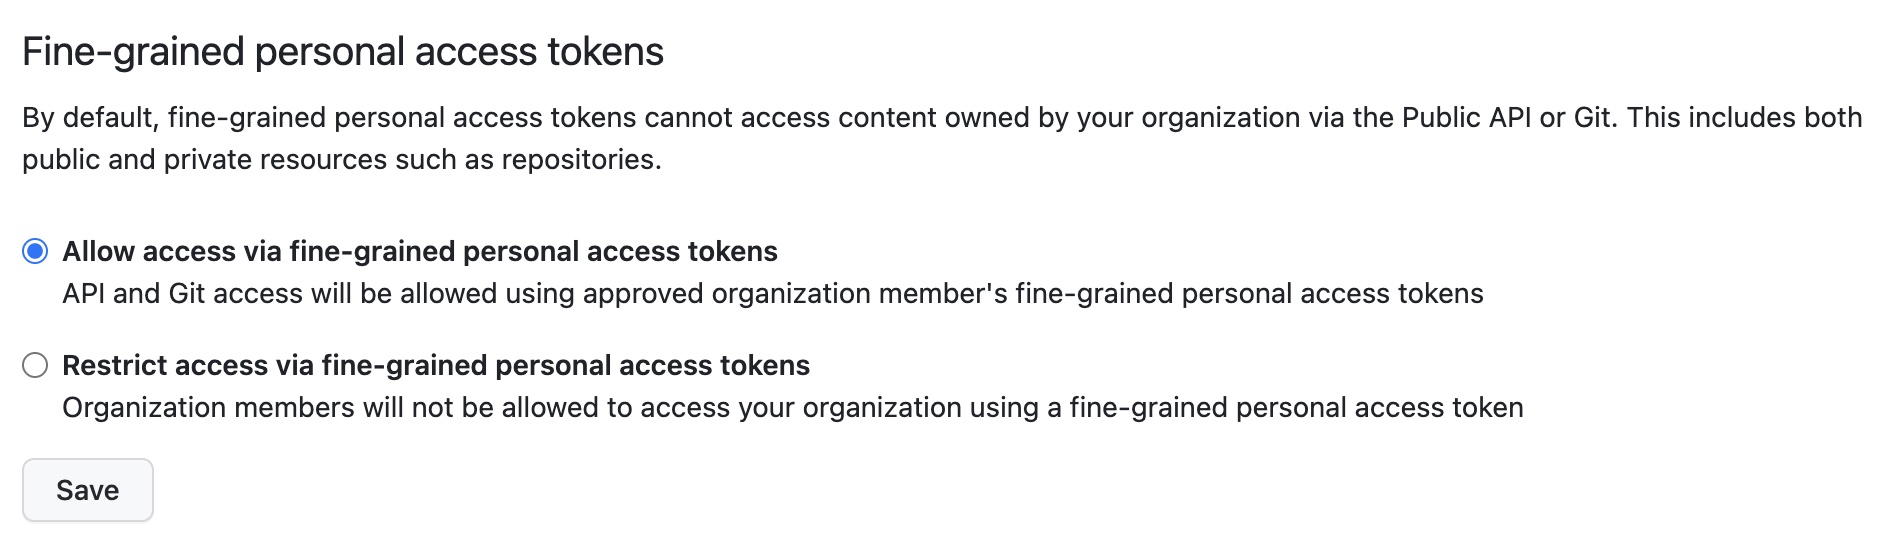 Fine-grained personal access tokens
By default, fine-grained personal access tokens cannot access content owned by your organization via the Public API or Git. This includes both
public and private resources such as repositories.
Allow access via fine-grained personal access tokens
API and Git access will be allowed using approved organization member's fine-grained personal access tokens
Restrict access via fine-grained personal access tokens
Organization members will not be allowed to access your organization using a fine-grained personal access token
Save